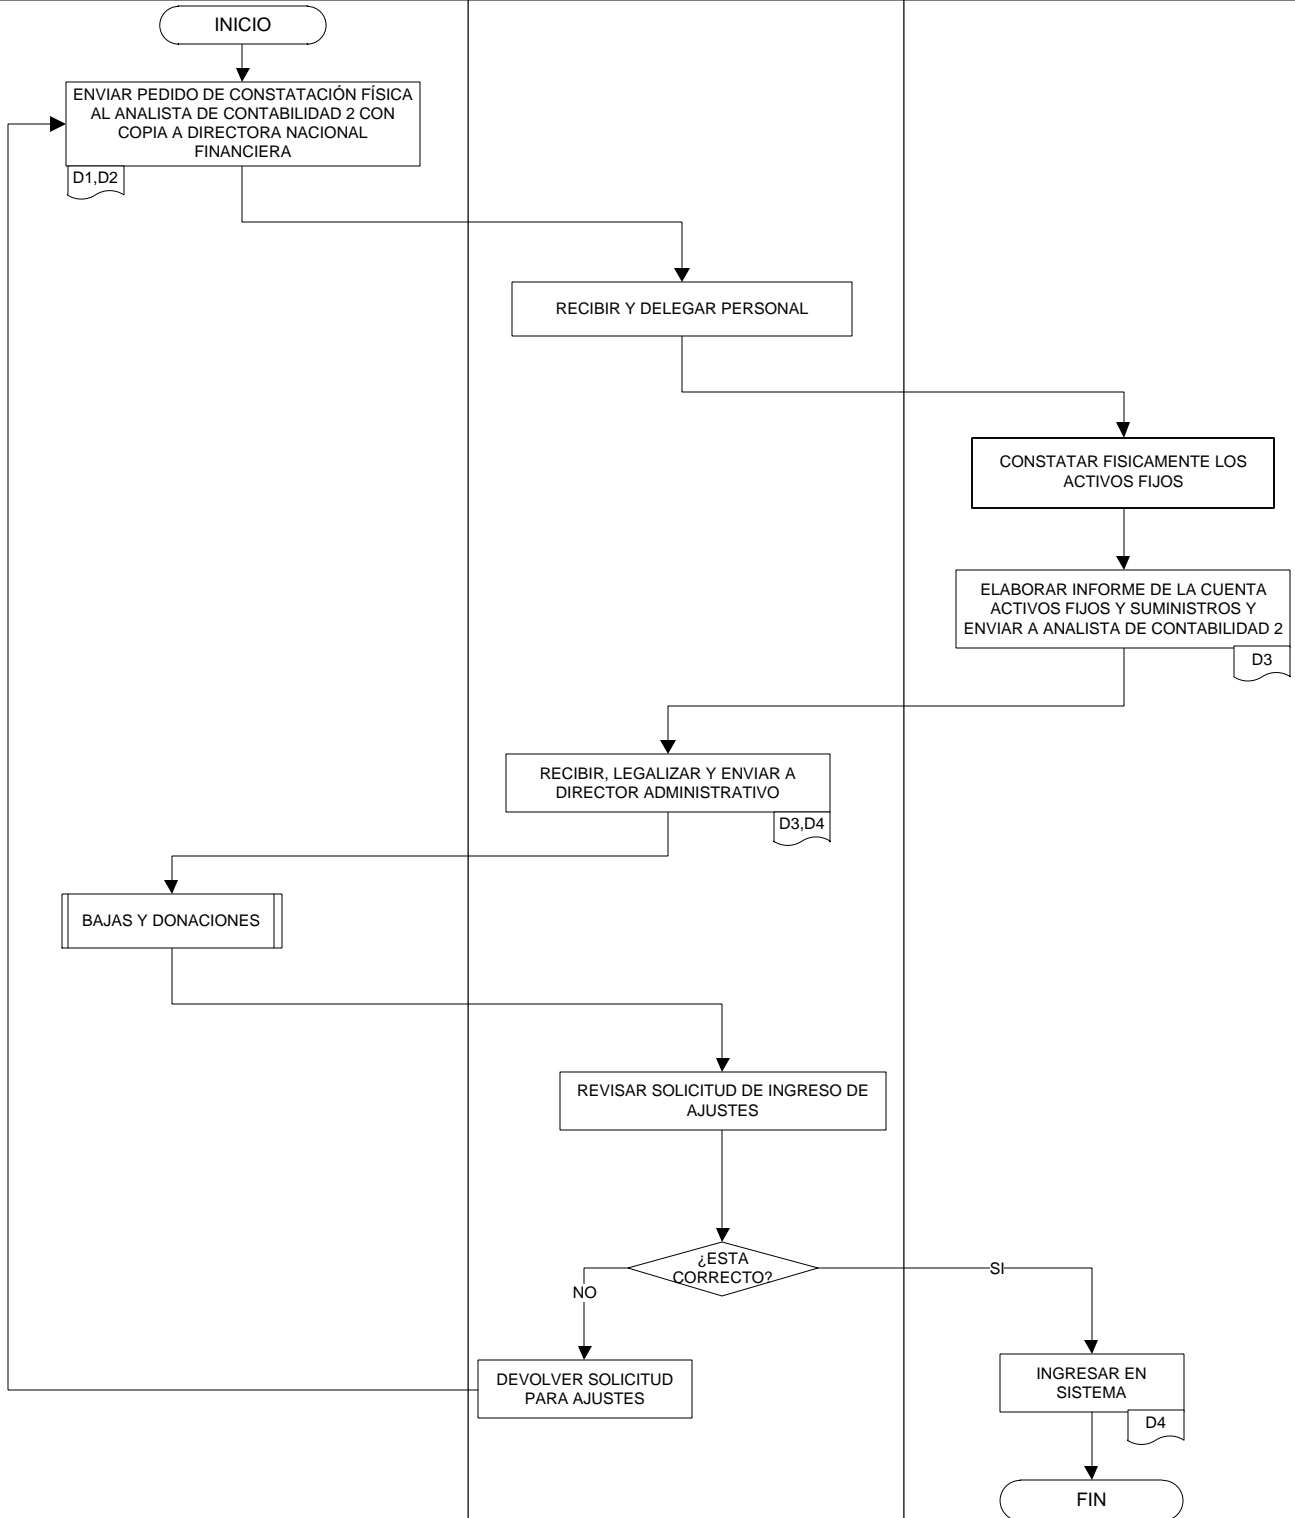 INICIO
ENVIAR PEDIDO DE CONSTATACIÓN FÍSICA
AL ANALISTA DE CONTABILIDAD 2 CON
COPIA A DIRECTORA NACIONAL
FINANCIERA
D1,D2
RECIBIR Y DELEGAR PERSONAL
CONSTATAR FISICAMENTE LOS
ACTIVOS FIJOS
ELABORAR INFORME DE LA CUENTA
ACTIVOS FIJOS Y SUMINISTROS Y
ENVIAR A ANALISTA DE CONTABILIDAD 2
D3
RECIBIR, LEGALIZAR Y ENVIAR A
DIRECTOR ADMINISTRATIVO
D3,D4
BAJAS Y DONACIONES
REVISAR SOLICITUD DE INGRESO DE
AJUSTES
¿ESTA
CORRECTO?
SI
NO
DEVOLVER SOLICITUD
PARA AJUSTES
INGRESAR EN
SISTEMA
D4
FIN